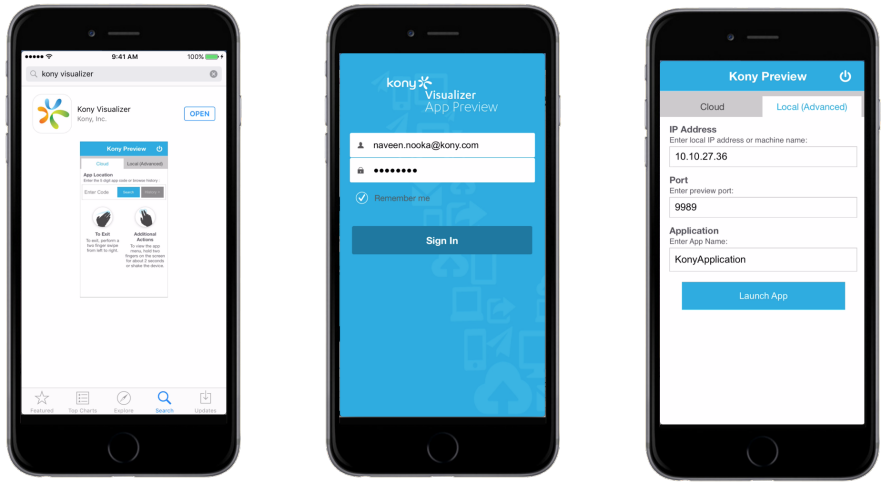 9:41 AM
100%
kony visualizer
Kony Visualizer
Kony, Inc.
OPEN
Kony Preview
Cloud
Local (Advanced)
App Location
Enter the 4 digit app code or browse history:
Enter Code
Search
To Exit
To exit, perform a
two finger swipe
from left to right.
Additional
Actions
To view the app
menu, hold two
fingers on the screen
for about 2 seconds
or shake the device.
Featured
Top Charts
Explore
Search
Updates
kony
Visualizer
App Preview
naveen.nooka@kony.com
Remember me
Sign In
Kony Preview
Cloud
Local (Advanced)
IP Address
Enter local IP address or machine name:
10.10.27.36
Port
Enter preview port:
9989
Application
Enter App Name:
KonyApplication
Launch App